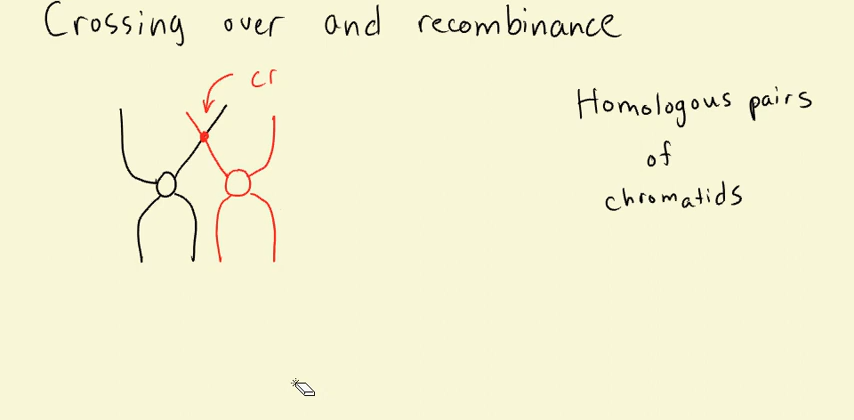 Crossing over and recombinance
cr
Homologous pairs
of
chromatids